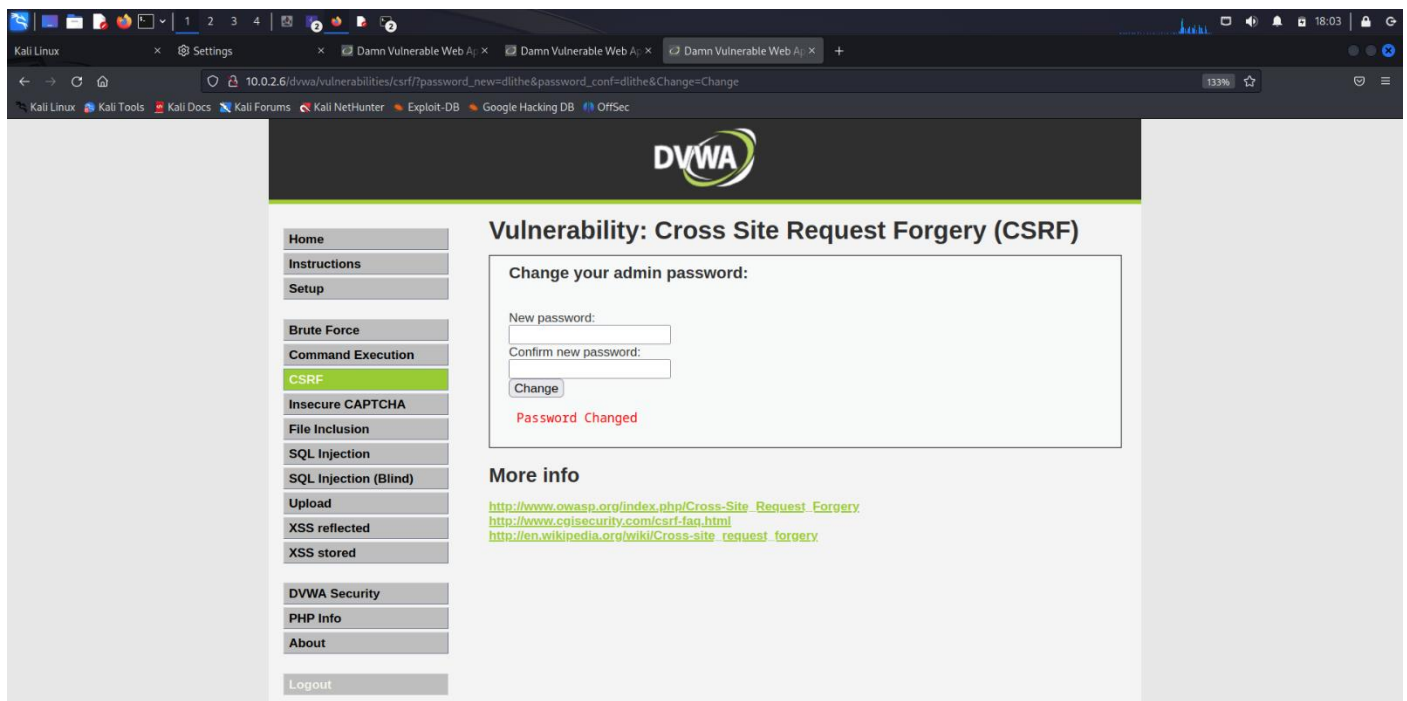 1 2 3 4
2
2
18:03
Kali Linux
Settings
Damn Vulnerable Web Ap
Damn Vulnerable Web Ap
Damn Vulnerable Web Ap
10.0.2.6/dvwa/vulnerabilities/csrf/?password_new=dlithe&password_conf=dlithe&Change=Change
133%
Kali Linux Kali Tools Kali Docs Kali Forums Kali NetHunter Exploit-DB Google Hacking DB OffSec
DVWA
Home
Instructions
Setup
Brute Force
Command Execution
CSRF
Insecure CAPTCHA
File Inclusion
SQL Injection
SQL Injection (Blind)
Upload
XSS reflected
XSS stored
DVWA Security
PHP Info
About
Logout
Vulnerability: Cross Site Request Forgery (CSRF)
Change your admin password:
New password:
Confirm new password:
Change
Password Changed
More info
http://www.owasp.org/index.php/Cross-Site_Request_Forgery
http://www.cgisecurity.com/csrf-faq.html
http://en.wikipedia.org/wiki/Cross-site_request_forgery